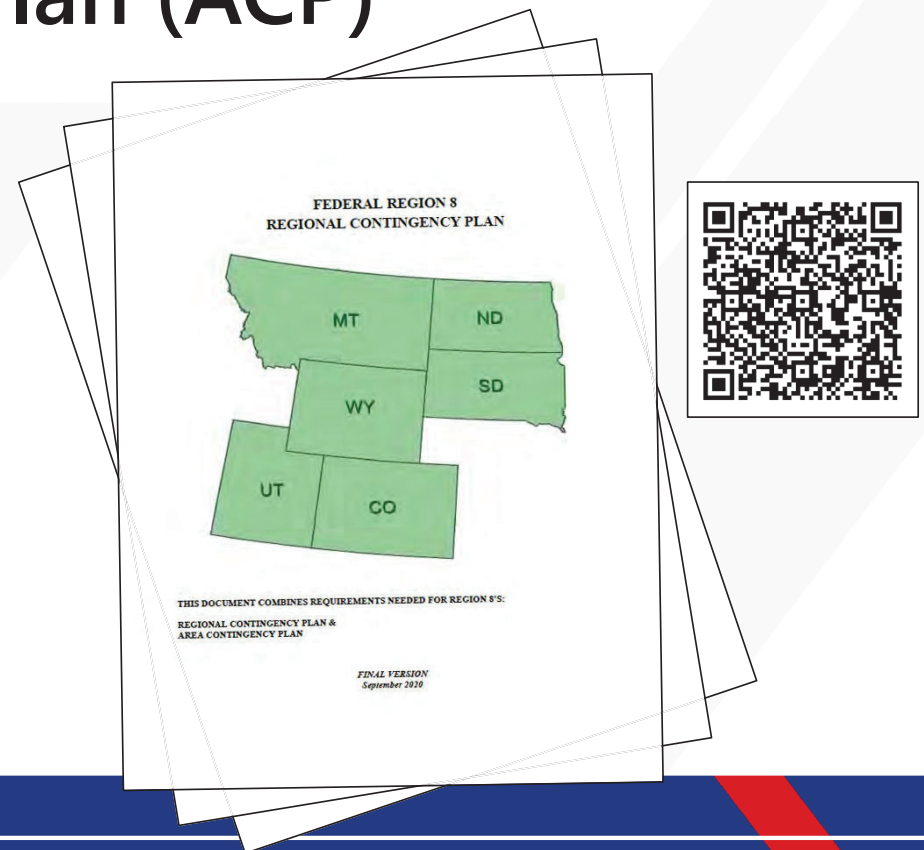 lan (ACP)
FEDERAL REGION 8
REGIONAL CONTINGENCY PLAN
MT
ND
SD
WY
UT
CO
THIS DOCUMENT COMBINES REQUIREMENTS NEEDED FOR REGION 8'S:
REGIONAL CONTINGENCY PLAN &
AREA CONTINGENCY PLAN
FINAL VERSION
September 2020